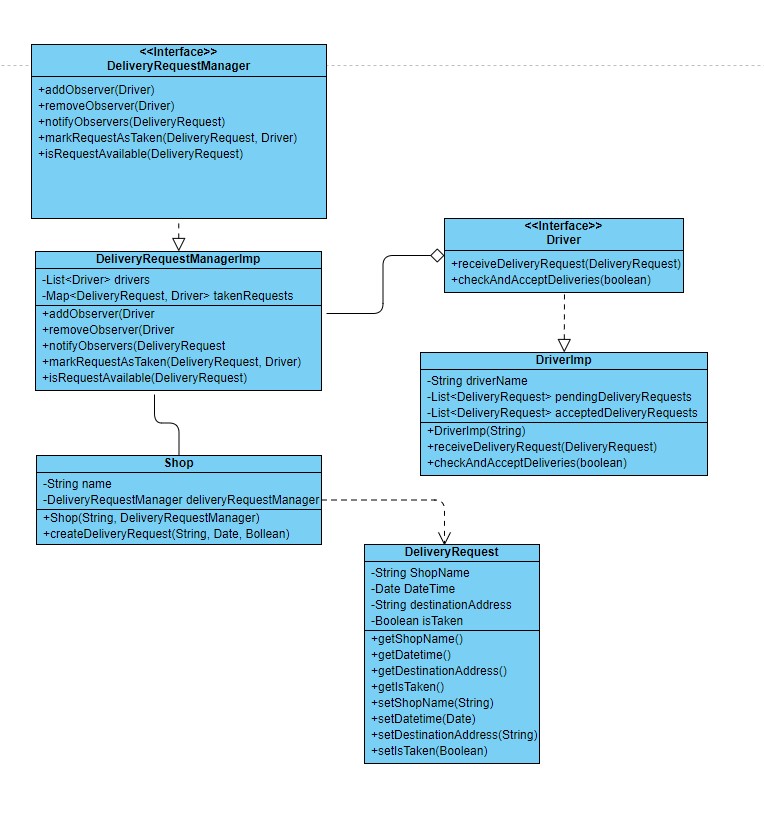 <<Interface>>
DeliveryRequestManager
+addObserver(Driver)
+removeObserver(Driver)
+notifyObservers(DeliveryRequest)
+markRequestAsTaken(DeliveryRequest, Driver)
+isRequestAvailable(DeliveryRequest)
DeliveryRequestManagerImp
-List<Driver> drivers
-Map<DeliveryRequest, Driver> takenRequests
+addObserver(Driver
+removeObserver(Driver
+notifyObservers(DeliveryRequest
+markRequestAsTaken(DeliveryRequest, Driver)
+isRequestAvailable(DeliveryRequest)
<<Interface>>
Driver
+receiveDeliveryRequest(DeliveryRequest)
+checkAndAcceptDeliveries(boolean)
DriverImp
-String driverName
-List<DeliveryRequest> pendingDeliveryRequests
-List<DeliveryRequest> acceptedDeliveryRequests
+DriverImp(String)
+receiveDeliveryRequest(DeliveryRequest)
+checkAndAcceptDeliveries(boolean)
Shop
-String name
-DeliveryRequestManager deliveryRequestManager
+Shop(String, DeliveryRequestManager)
+createDeliveryRequest(String, Date, Bollean)
DeliveryRequest
-String ShopName
-Date DateTime
-String destinationAddress
-Boolean isTaken
+getShopName()
+getDatetime()
+getDestinationAddress()
+getIsTaken()
+setShopName(String)
+setDatetime(Date)
+setDestinationAddress(String)
+setIsTaken(Boolean)